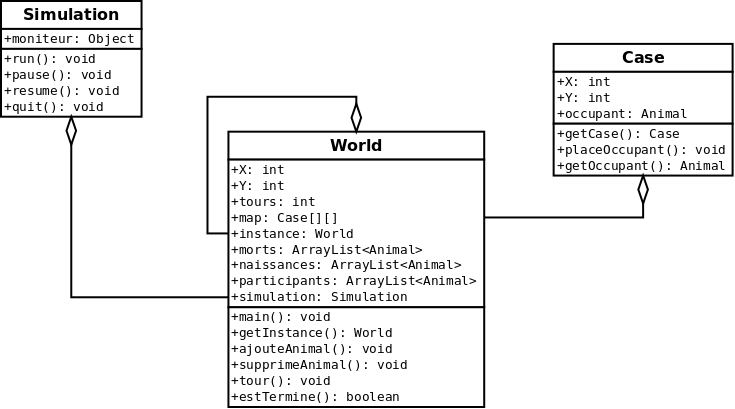 Simulation
+moniteur: Object
+run(): void
+pause(): void
+resume(): void
+quit(): void
World
+X: int
+Y: int
+tours: int
+map: Case[][]
+instance: World
+morts: ArrayList<Animal>
+naissances: ArrayList<Animal>
+participants: ArrayList<Animal>
+simulation: Simulation
+main(): void
+getInstance(): World
+ajouteAnimal(): void
+supprimeAnimal(): void
+tour(): void
+estTermine(): boolean
Case
+X: int
+Y: int
+occupant: Animal
+getCase(): Case
+placeOccupant(): void
+getOccupant(): Animal